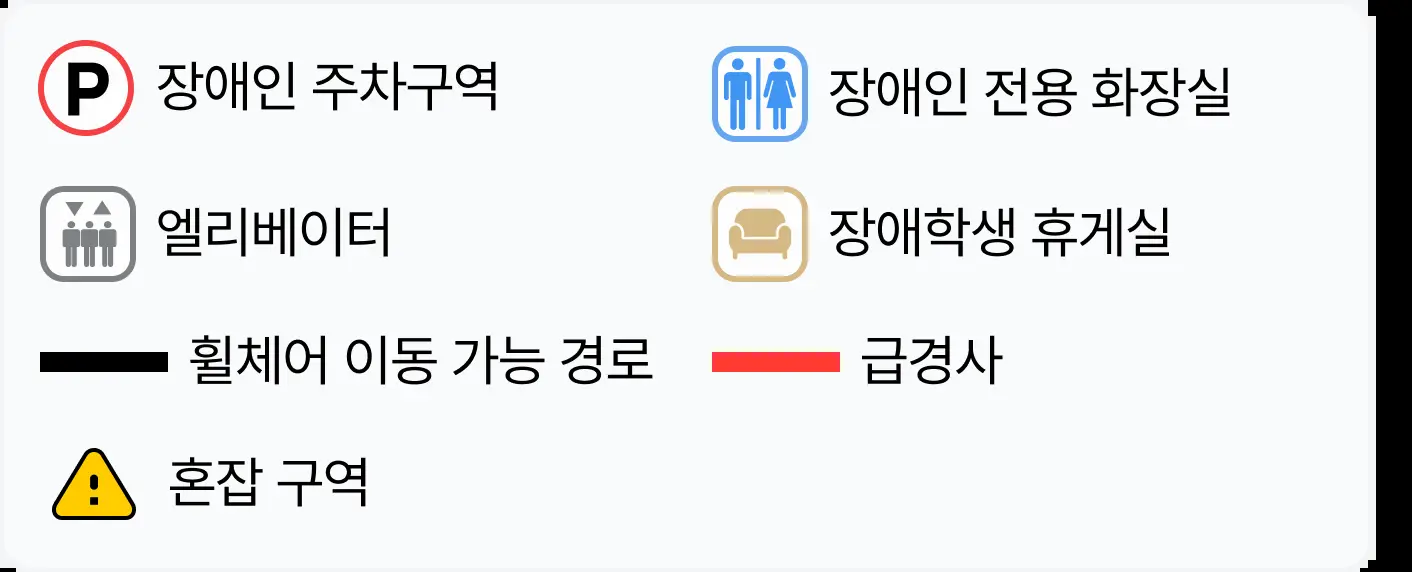 P 장애인 주차구역
장애인 전용 화장실
엘리베이터
장애학생 휴게실
휠체어 이동 가능 경로
급경사
혼잡 구역